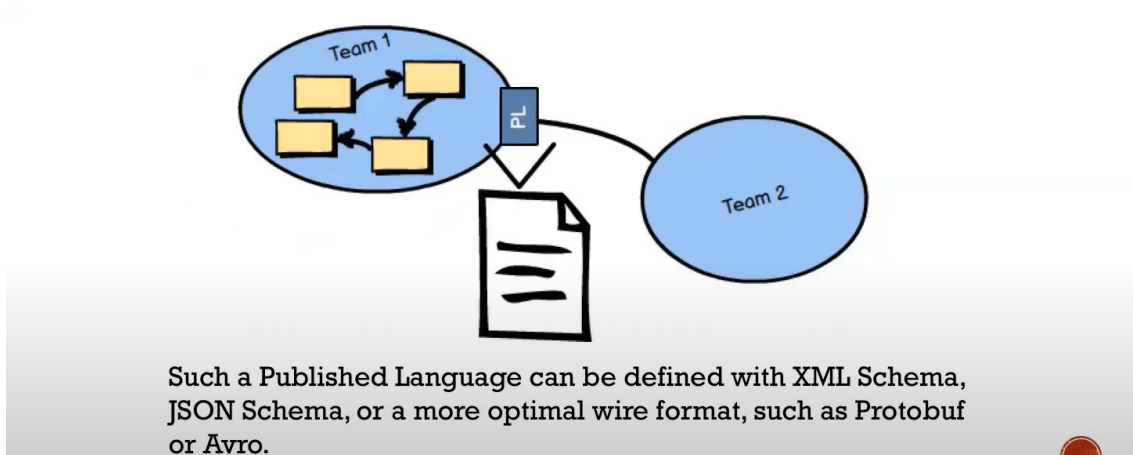 Team 1
PL
Team 2
Such a Published Language can be defined with XML Schema,
JSON Schema, or a more optimal wire format, such as Protobuf
or Avro.